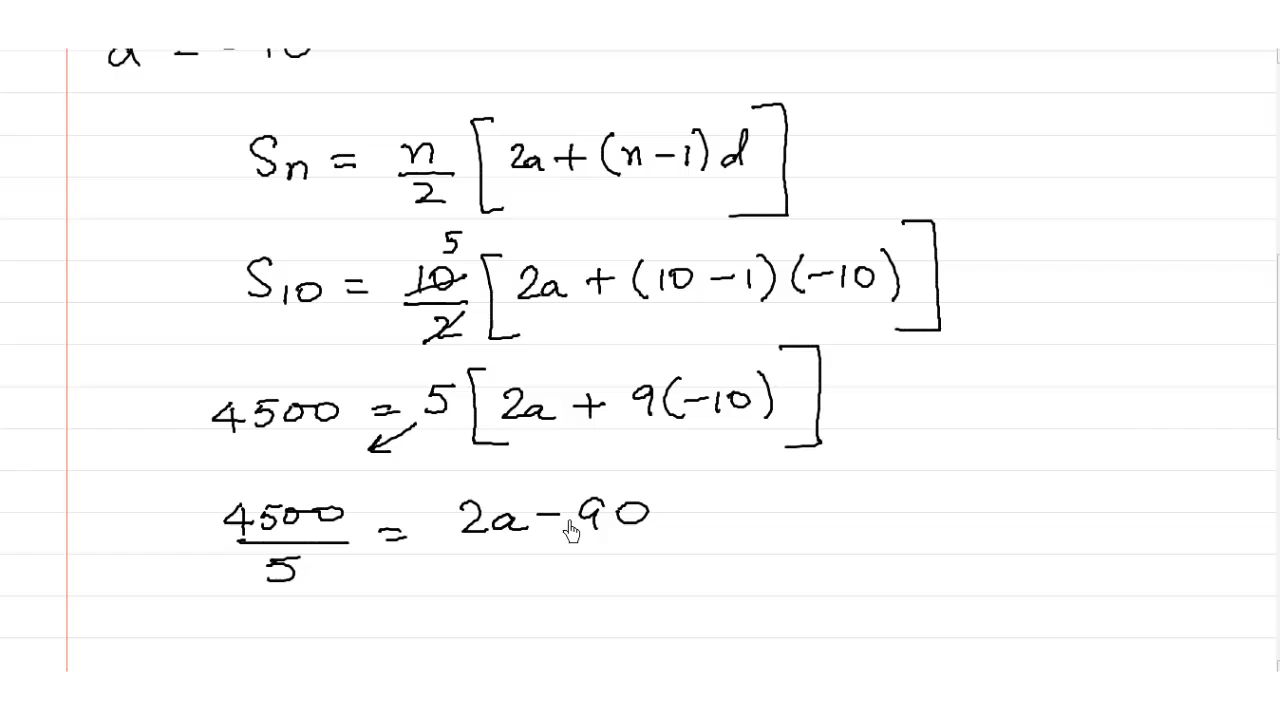 Sn = n/2 [2a + (n - 1) d]
S10 = 10/2 5 [2a + (10 - 1) (-10)]
4500 = 5 [2a + 9(-10)]
4500/5 = 2a - 90